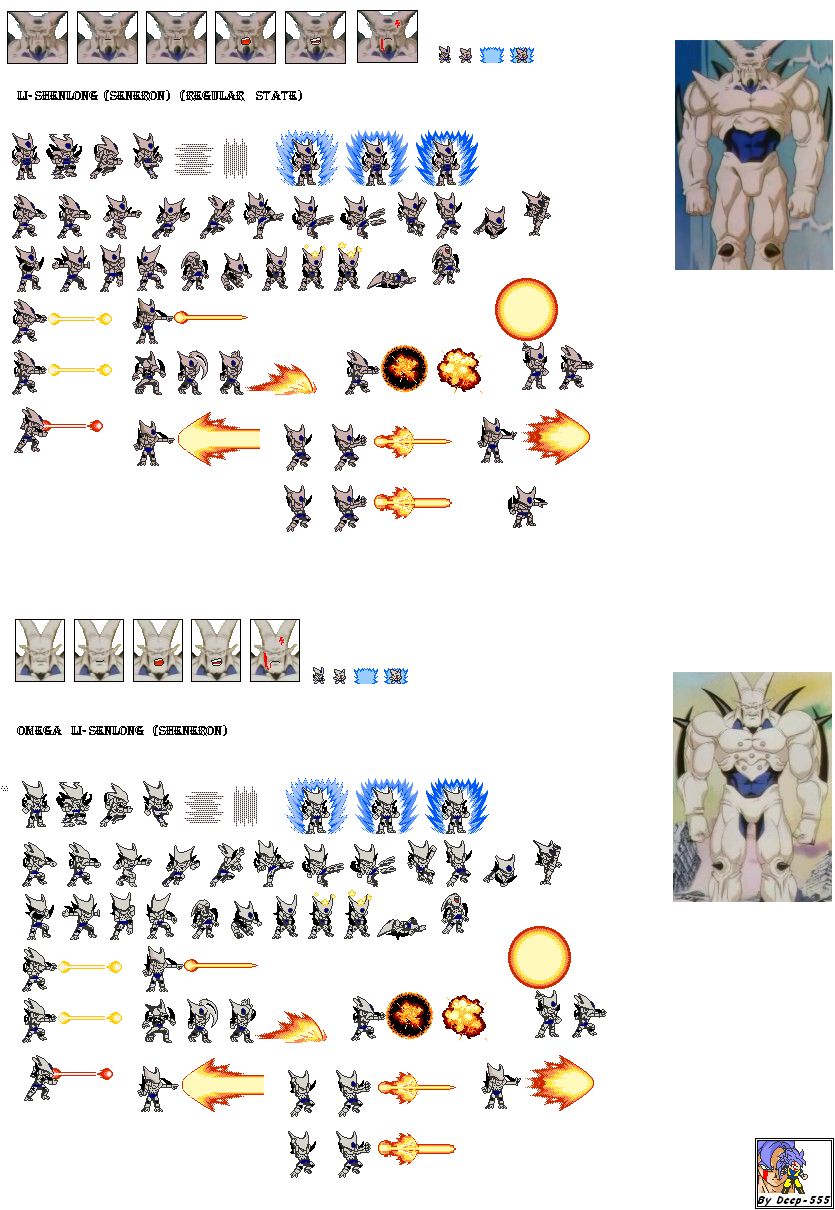 LI-SHENLONG (SENERON) (REGULAR STATE)
OMEGA LI-SENLONG (SHENERON)
By Deep-555